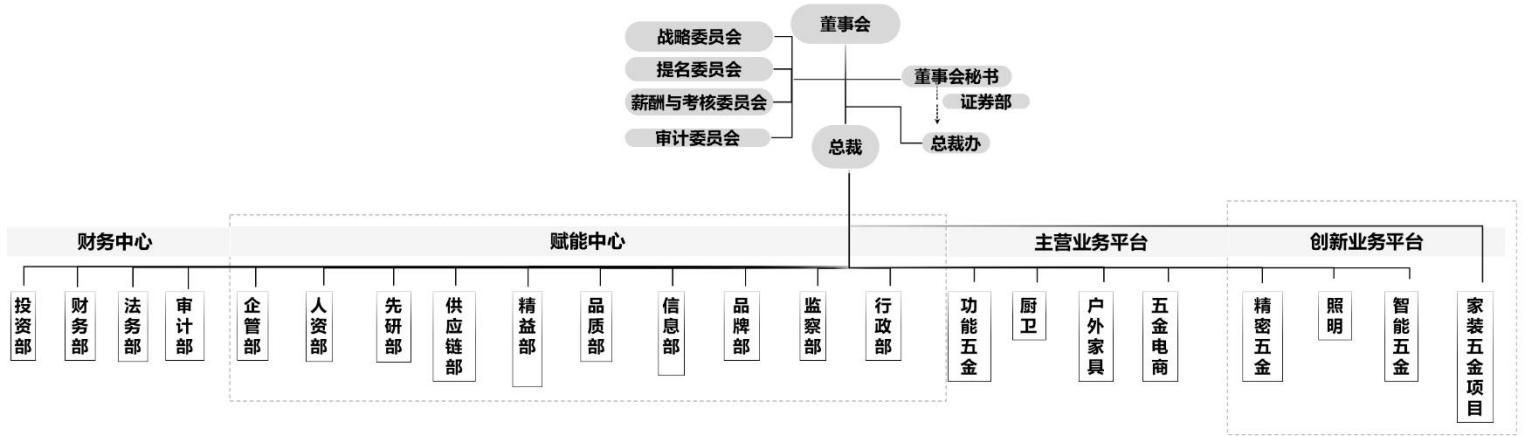 董事会
战略委员会
提名委员会
董事会秘书
薪酬与考核委员会
证券部
审计委员会
总裁
总裁办
财务中心
赋能中心
主营业务平台
创新业务平台
投资部
财务部
法务部
审计部
企管部
人资部
先研部
供应链部
精益部
品质部
信息部
品牌部
监察部
行政部
功能五金
厨卫
户外家具
五金电商
精密五金
照明
智能五金
家装五金项目